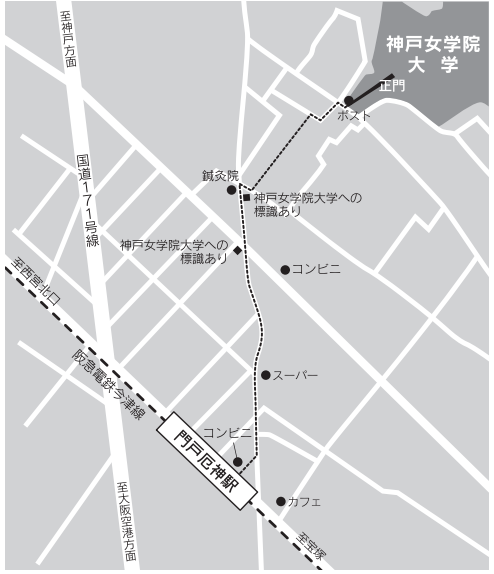 至神戸方面
神戸女学院
大　学
正門
ポスト
国道171号線
鍼灸院
神戸女学院大学への
標識あり
神戸女学院大学への
標識あり
コンビニ
至西宮北口
阪急電鉄今津線
スーパー
コンビニ
門戸厄神駅
カフェ
至大阪空港方面
至宝塚